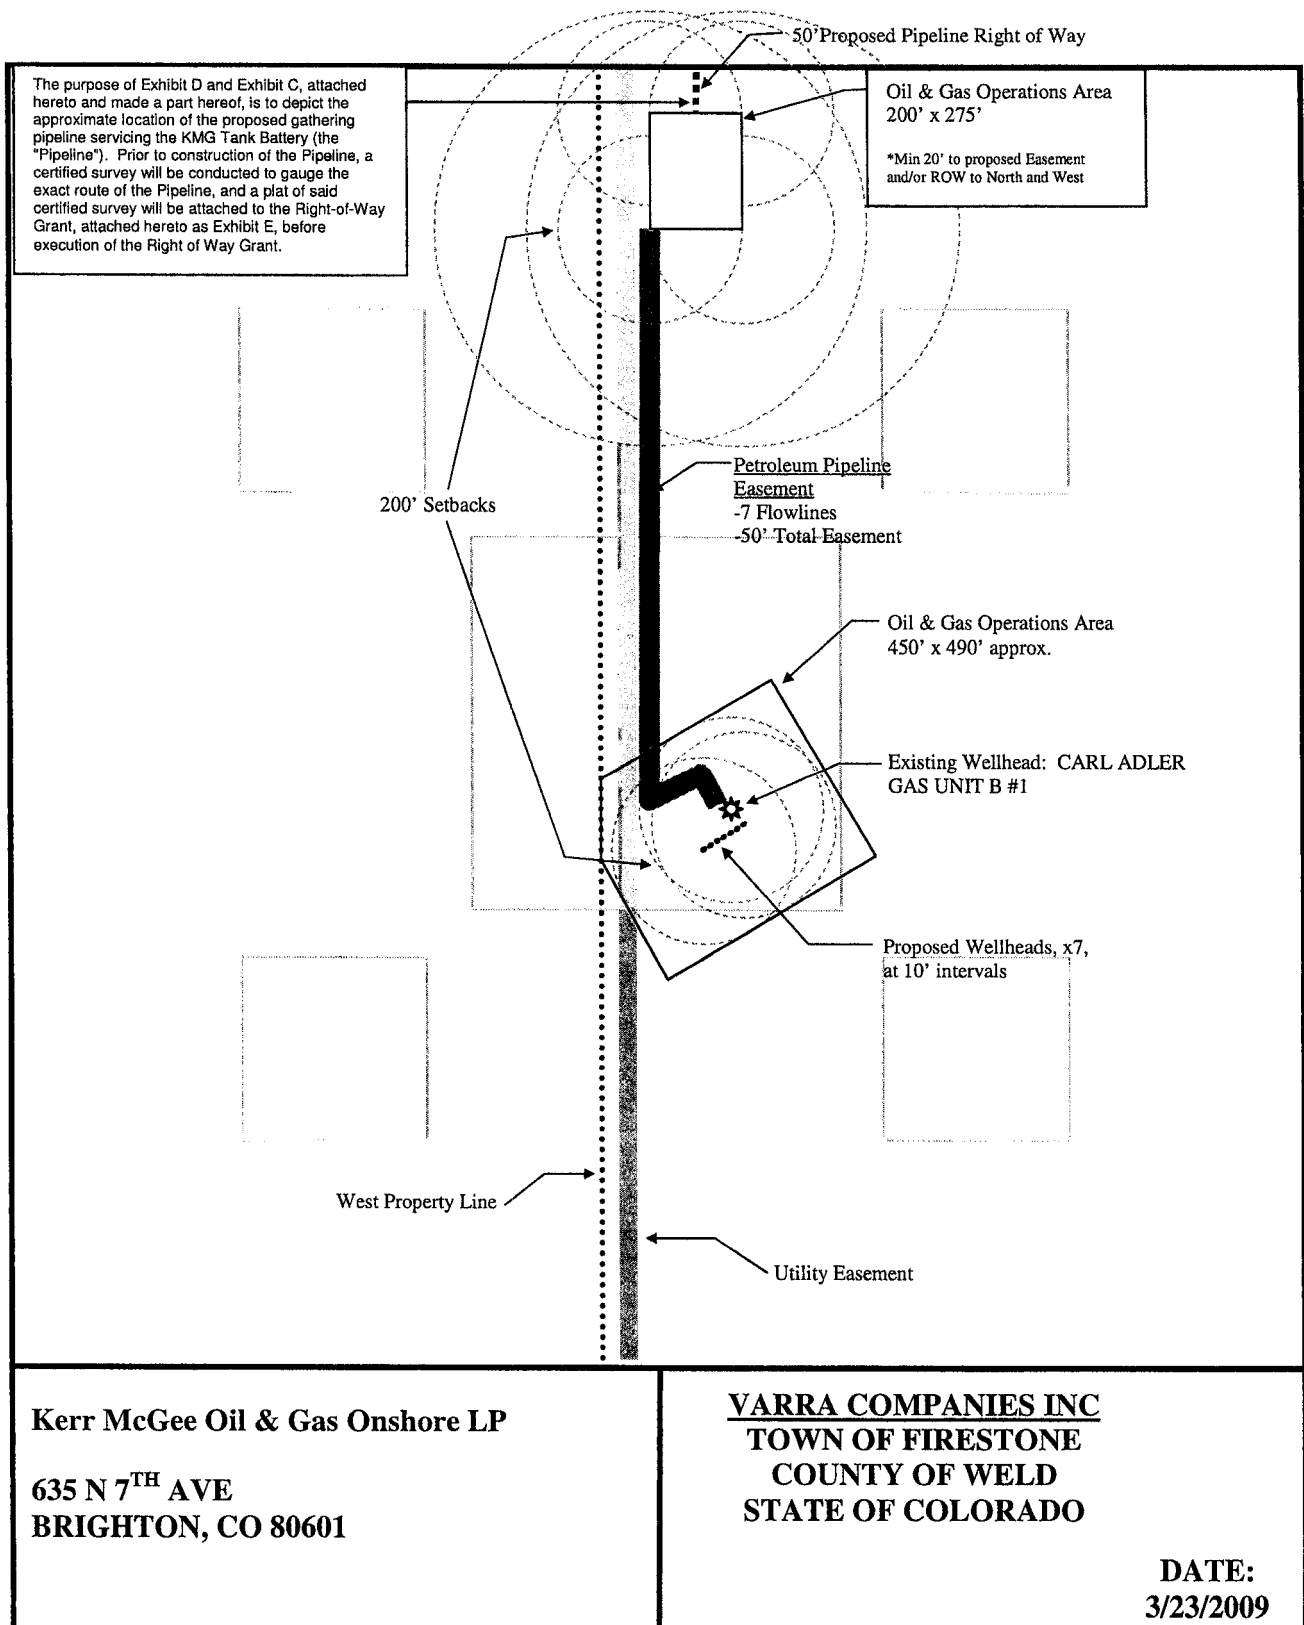 50'Proposed Pipeline Right of Way
The purpose of Exhibit D and Exhibit C, attached
hereto and made a part hereof, is to depict the
approximate location of the proposed gathering
pipeline servicing the KMG Tank Battery (the
"Pipeline"). Prior to construction of the Pipeline, a
certified survey will be conducted to gauge the
exact route of the Pipeline, and a plat of said
certified survey will be attached to the Right-of-Way
Grant, attached hereto as Exhibit E, before
execution of the Right of Way Grant.
Oil & Gas Operations Area
200' x 275'
*Min 20' to proposed Easement
and/or ROW to North and West
200' Setbacks
Petroleum Pipeline
Easement
-7 Flowlines
-50' Total Easement
Oil & Gas Operations Area
450' x 490' approx.
Existing Wellhead: CARL ADLER
GAS UNIT B #1
Proposed Wellheads, x7,
at 10' intervals
West Property Line
Utility Easement
Kerr McGee Oil & Gas Onshore LP
635 N 7TH AVE
BRIGHTON, CO 80601
VARRA COMPANIES INC
TOWN OF FIRESTONE
COUNTY OF WELD
STATE OF COLORADO
DATE:
3/23/2009